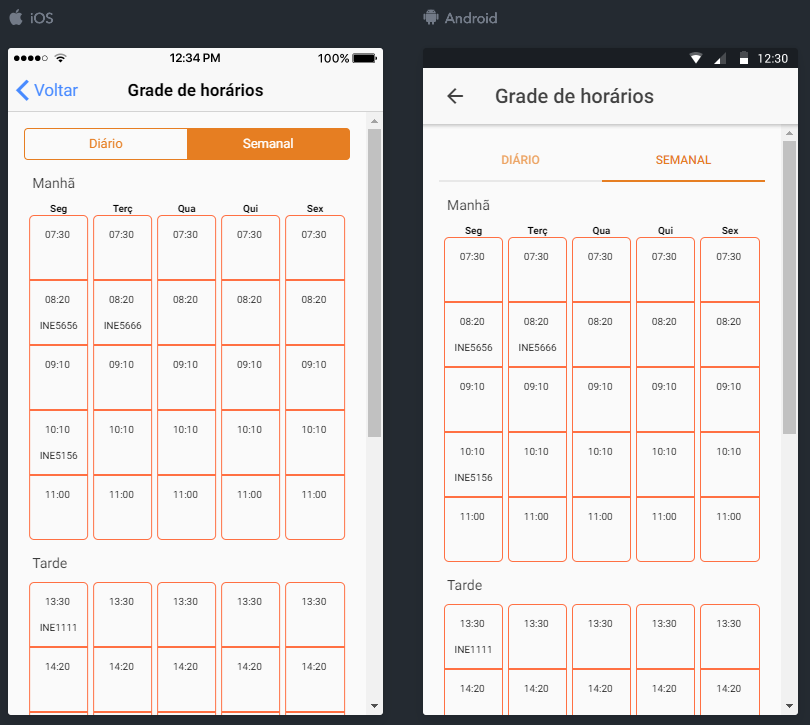 iOS
12:34 PM 100%
Voltar Grade de horários
Diário Semanal
Manhã
Seg Terç Qua Qui Sex
07:30 07:30 07:30 07:30 07:30
08:20 08:20 08:20 08:20 08:20
INE5656 INE5666
09:10 09:10 09:10 09:10 09:10
10:10 10:10 10:10 10:10 10:10
INE5156
11:00 11:00 11:00 11:00 11:00
Tarde
13:30 13:30 13:30 13:30 13:30
INE1111
14:20 14:20 14:20 14:20 14:20
Android
12:30
Grade de horários
DIÁRIO SEMANAL
Manhã
Seg Terç Qua Qui Sex
07:30 07:30 07:30 07:30 07:30
08:20 08:20 08:20 08:20 08:20
INE5656 INE5666
09:10 09:10 09:10 09:10 09:10
10:10 10:10 10:10 10:10 10:10
INE5156
11:00 11:00 11:00 11:00 11:00
Tarde
13:30 13:30 13:30 13:30 13:30
INE1111
14:20 14:20 14:20 14:20 14:20